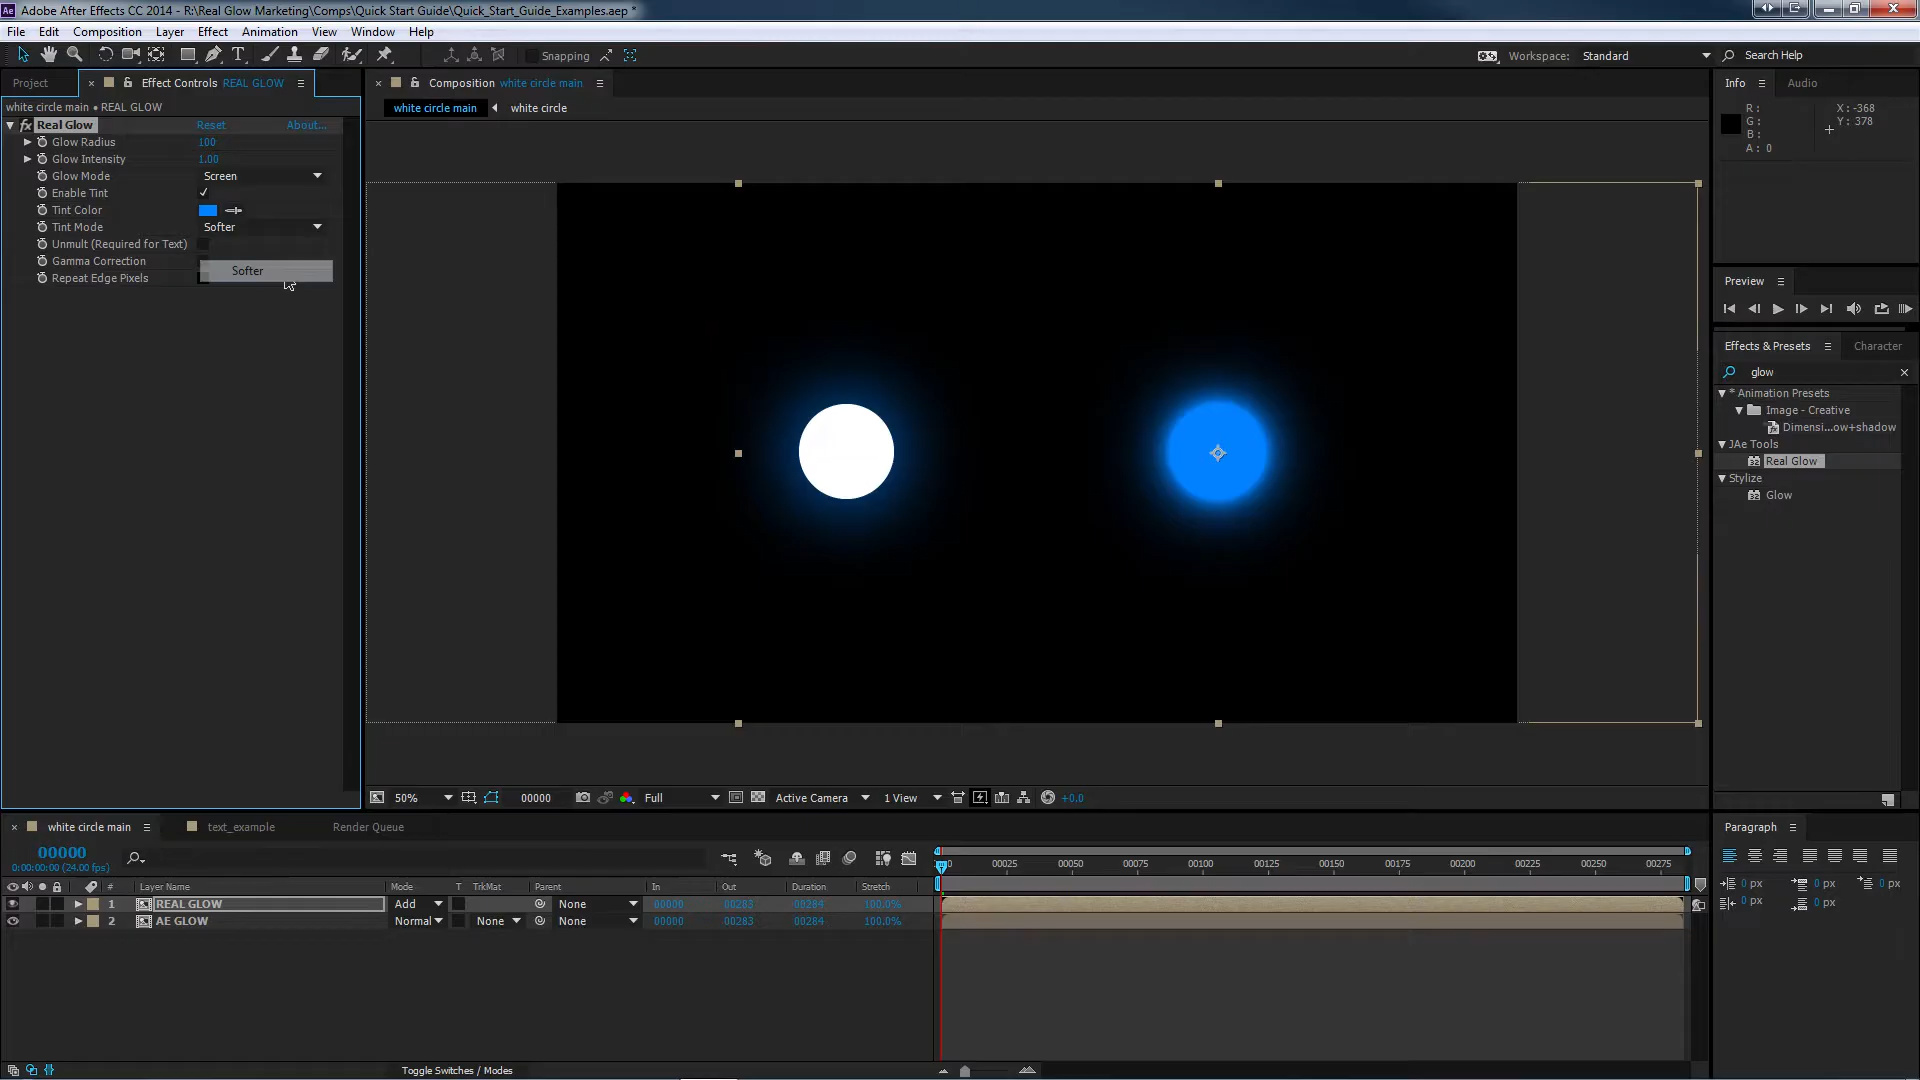 Adobe After Effects CC 2014 - R:\Real Glow Marketing\Comps\Quick Start Guide\Quick_Start_Guide_Examples.aep *
File Edit Composition Layer Effect Animation View Window Help
Snapping
Workspace: Standard
Search Help
Project
Effect Controls REAL GLOW
Composition white circle main
Info
Audio
white circle main • REAL GLOW
white circle main
white circle
R:
G:
B:
A: 0
X: -368
Y: 378
fx Real Glow Reset About...
Glow Radius 100
Glow Intensity 1.00
Glow Mode Screen
Enable Tint
Tint Color
Tint Mode Softer
Unmult (Required for Text)
Gamma Correction
Softer
Repeat Edge Pixels
Preview
Effects & Presets
Character
glow
* Animation Presets
Image - Creative
Dimensi...ow+shadow
JAe Tools
Real Glow
Stylize
Glow
50%
00000
Full
Active Camera
1 View
+0.0
white circle main
text_example
Render Queue
Paragraph
00000
0:00:00:00 (24.00 fps)
0 00025 00050 00075 00100 00125 00150 00175 00200 00225 00250 00275
# Layer Name Mode T TrkMat Parent In Out Duration Stretch
1 REAL GLOW Add None 00000 00283 00284 100.0%
2 AE GLOW Normal None None 00000 00283 00284 100.0%
0 px 0 px 0 px
0 px 0 px
Toggle Switches / Modes